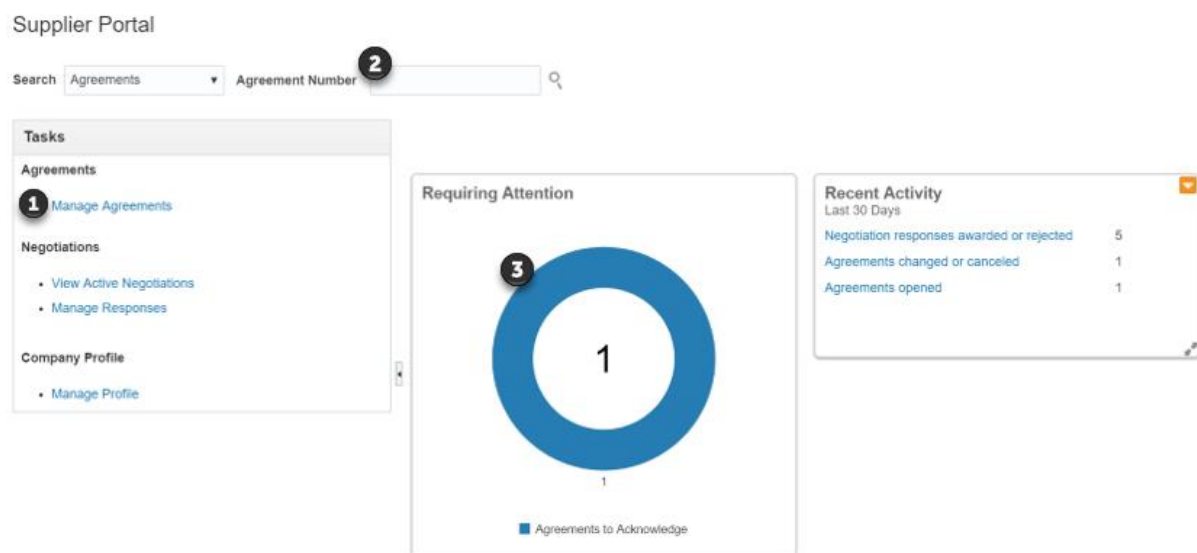 Supplier Portal
2
Search Agreements Agreement Number
Tasks
Agreements
1 Manage Agreements
Negotiations
• View Active Negotiations
• Manage Responses
Company Profile
• Manage Profile
Requiring Attention
3
1
1
Agreements to Acknowledge
Recent Activity
Last 30 Days
Negotiation responses awarded or rejected 5
Agreements changed or canceled 1
Agreements opened 1